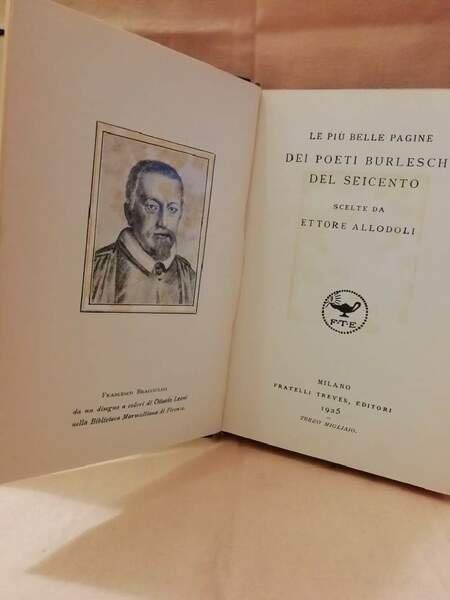 FRANCESCO BRACCIOLINI
da un disegno a colori di Ottavio Leoni
nella Biblioteca Marucelliana di Firenze.
LE PIÙ BELLE PAGINE
DEI POETI BURLESCH
DEL SEICENTO
SCELTE DA
ETTORE ALLODOLI
F·T·E
MILANO
FRATELLI TREVES, EDITORI
1925
TERZO MIGLIAIO.